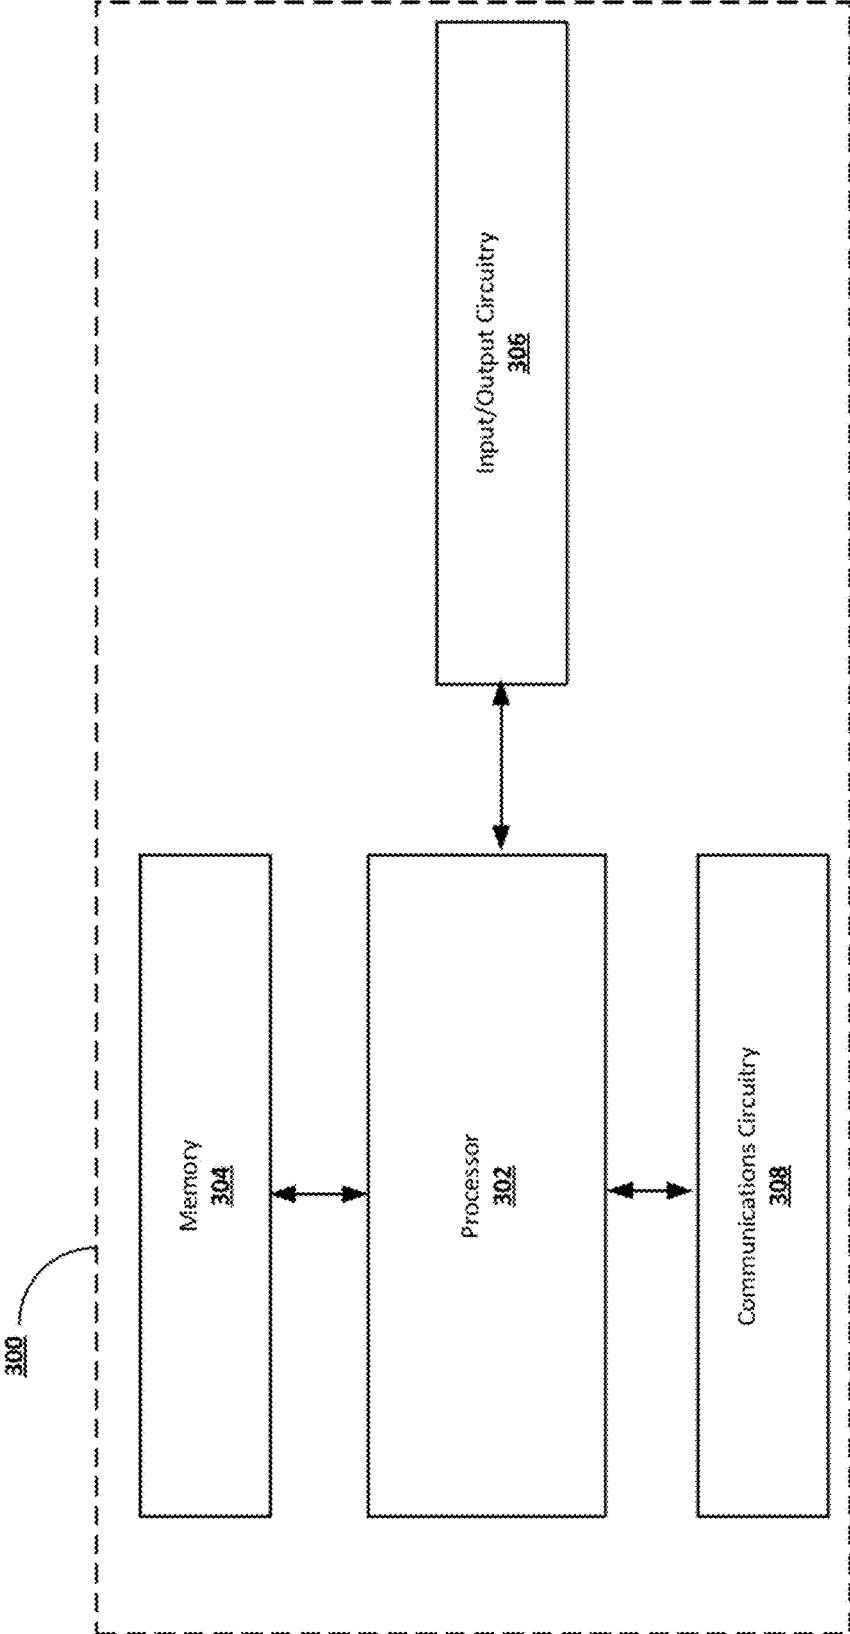 300
Memory
304
Processor
302
Input/Output Circuitry
306
Communications Circuitry
308